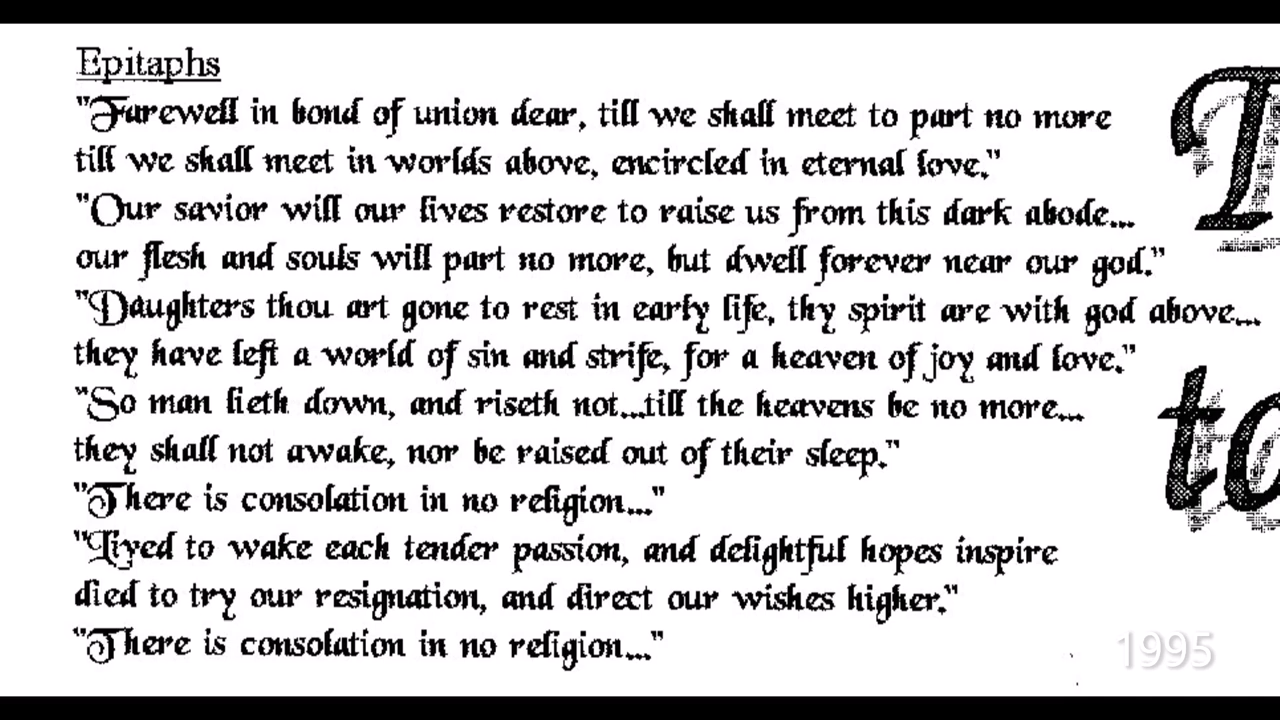 Epitaphs
"Farewell in bond of union dear, till we shall meet to part no more
till we shall meet in worlds above, encircled in eternal love."
"Our savior will our lives restore to raise us from this dark abode...
our flesh and souls will part no more, but dwell forever near our god."
"Daughters thou art gone to rest in early life, thy spirit are with god above...
they have left a world of sin and strife, for a heaven of joy and love."
"So man lieth down, and riseth not...till the heavens be no more...
they shall not awake, nor be raised out of their sleep."
"There is consolation in no religion..."
"Lived to wake each tender passion, and delightful hopes inspire
died to try our resignation, and direct our wishes higher."
"There is consolation in no religion..."
1995